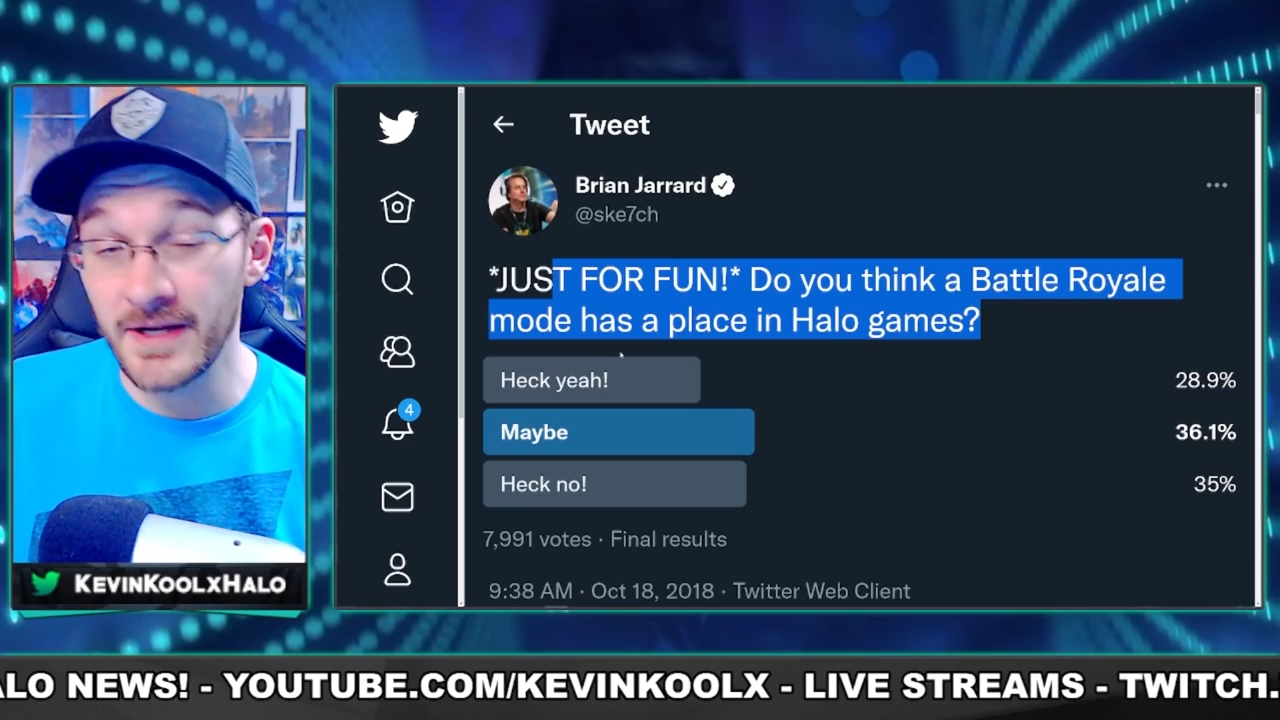 Tweet
Brian Jarrard
@ske7ch
*JUST FOR FUN!* Do you think a Battle Royale
mode has a place in Halo games?
Heck yeah! 28.9%
Maybe 36.1%
Heck no! 35%
7,991 votes · Final results
9:38 AM · Oct 18, 2018 · Twitter Web Client
4
KEVINKOOLXHALO
ALO NEWS! - YOUTUBE.COM/KEVINKOOLX - LIVE STREAMS - TWITCH.